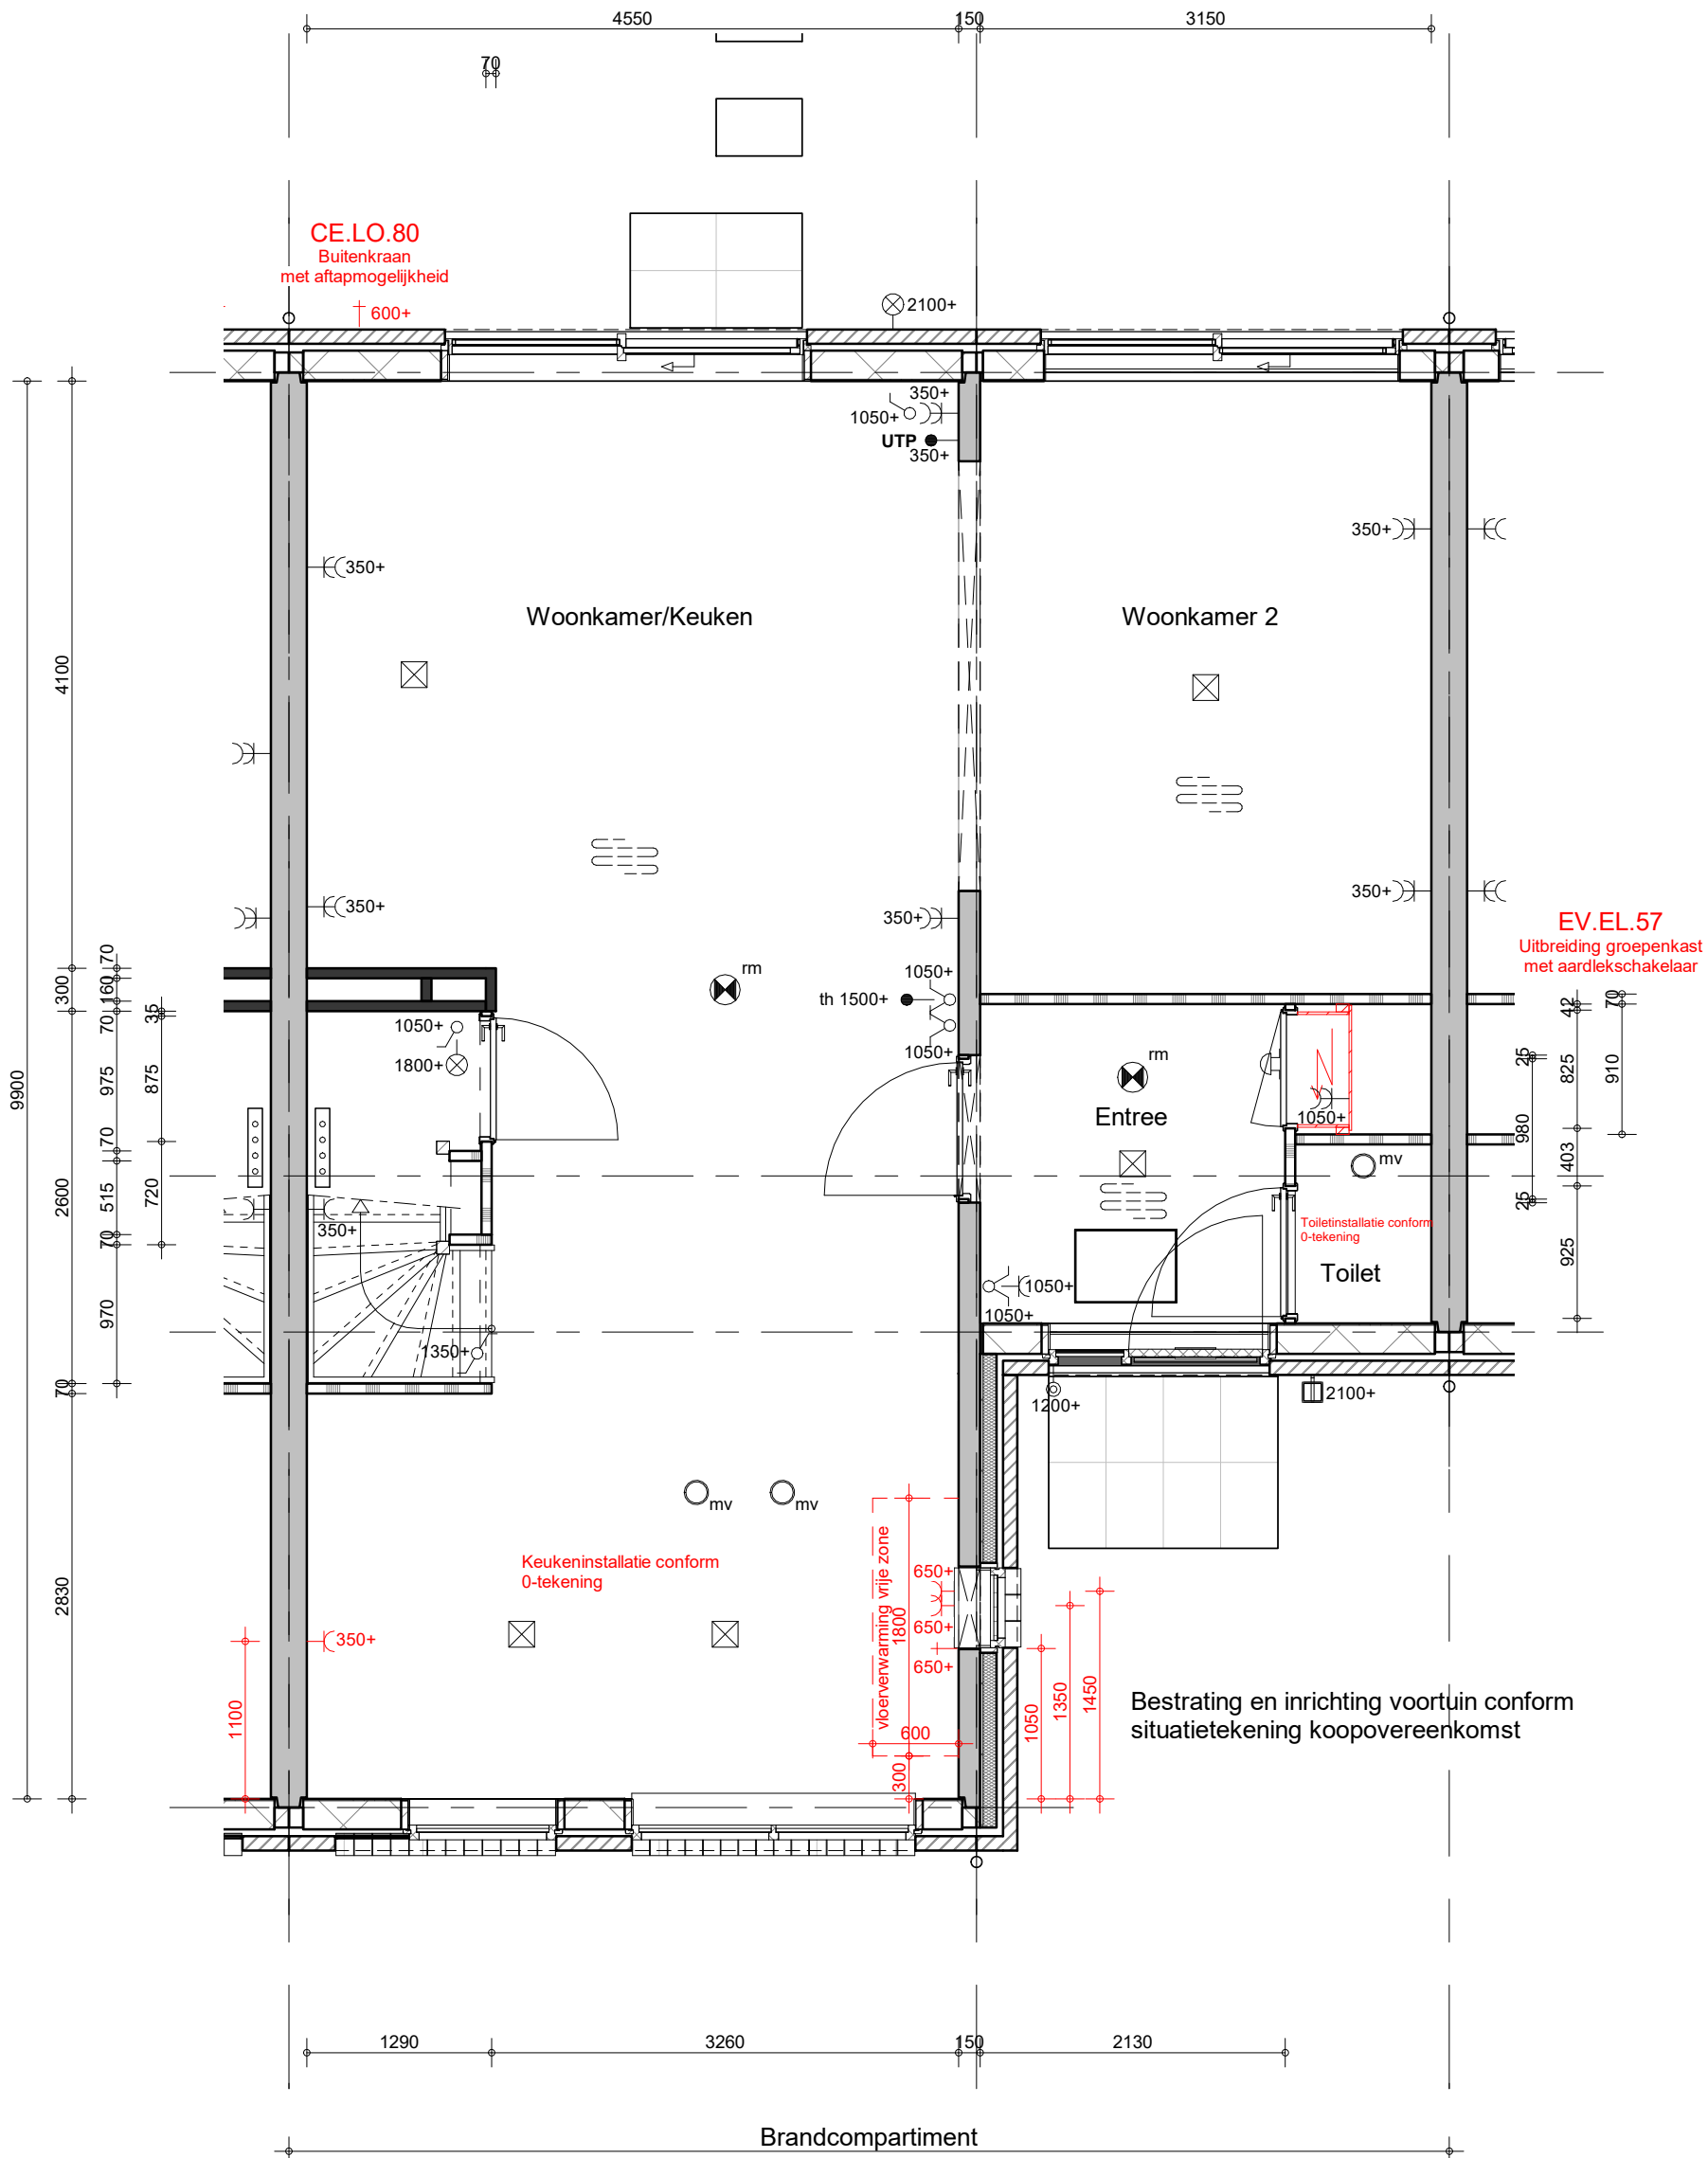 4550
150
3150
70
CE.LO.80
Buitenkraan
met aftapmogelijkheid
600+
2100+
350+
1050+
UTP
350+
350+
350+
Woonkamer/Keuken
Woonkamer 2
4100
9900
350+
350+
350+
EV.EL.57
Uitbreiding groepenkast
met aardlekschakelaar
rm
1050+
th 1500+
1050+
70
300
160
35
70
1050+
1800+
975
875
rm
Entree
1050+
42
70
25
825
910
980
403
25
925
mv
70
2600
515
720
70
970
350+
Toiletinstallatie conform
0-tekening
Toilet
1050+
1050+
1350+
70
1200+
2100+
mv
mv
Keukeninstallatie conform
0-tekening
vloerverwarming vrije zone
1800
650+
650+
650+
2830
350+
1100
600
300
1050
1350
1450
Bestrating en inrichting voortuin conform
situatietekening koopovereenkomst
1290
3260
150
2130
Brandcompartiment